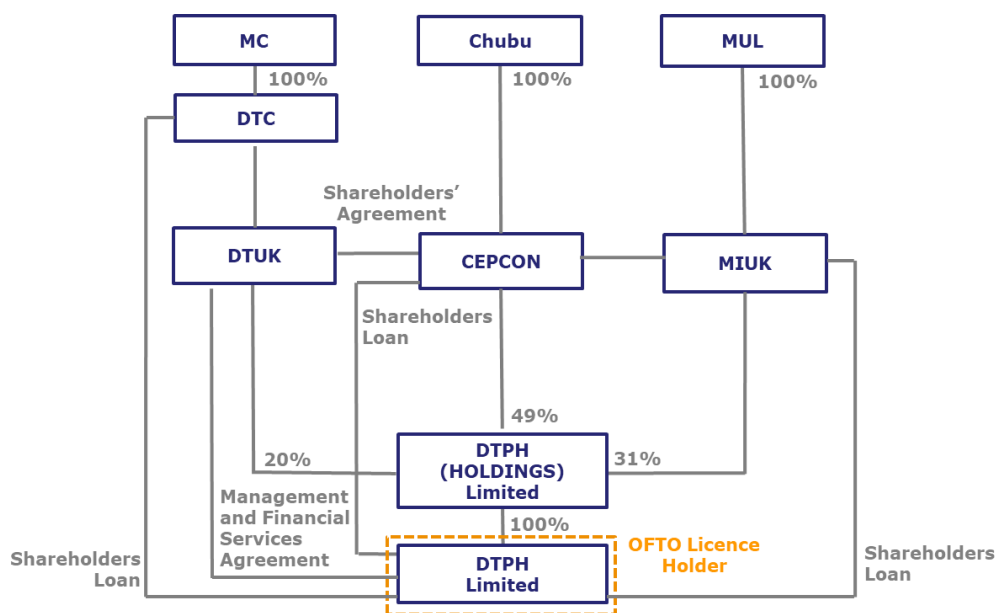 MC
Chubu
MUL
100%
100%
100%
DTC
Shareholders’
Agreement
DTUK
CEPCON
MIUK
Shareholders
Loan
49%
20%
DTPH
(HOLDINGS)
Limited
31%
Management
and Financial
Services
Agreement
100%
Shareholders
Loan
DTPH
Limited
OFTO Licence
Holder
Shareholders
Loan